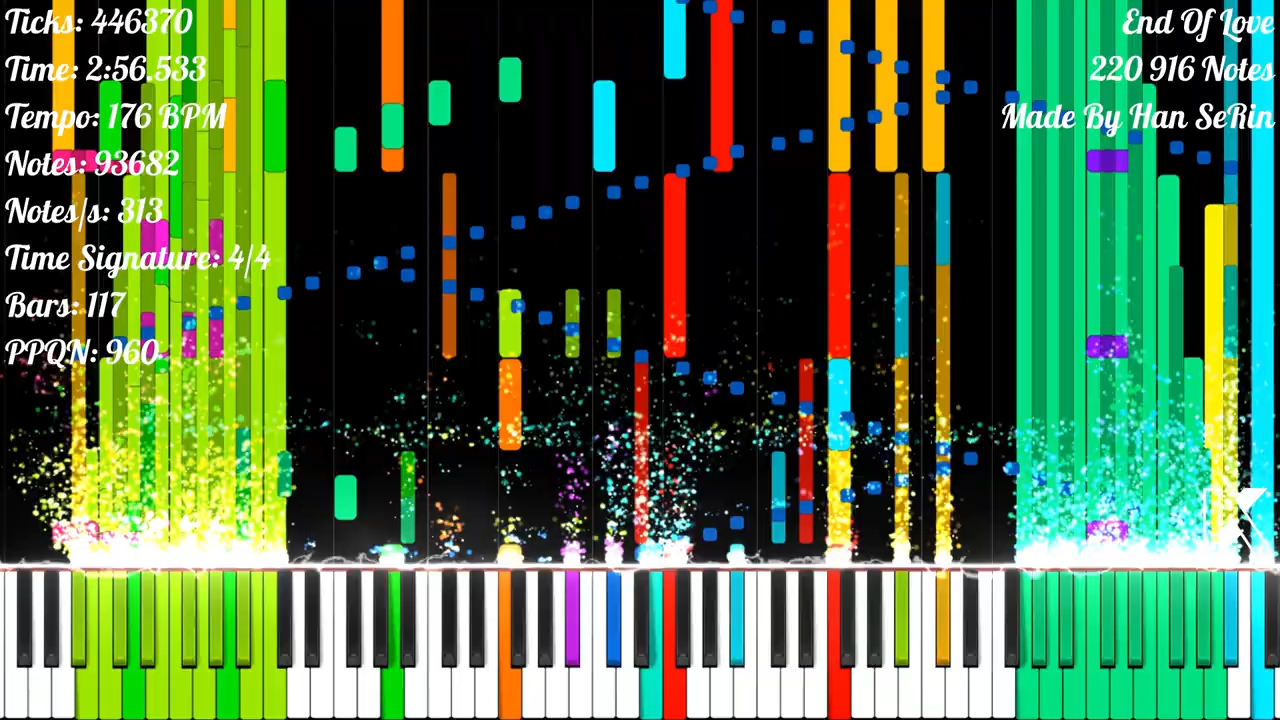 Ticks: 446370
Time: 2:56.533
Tempo: 176 BPM
Notes: 93682
Notes/s: 313
Time Signature: 4/4
Bars: 117
PPQN: 960
End Of Love
220 916 Notes
Made By Han SeRin